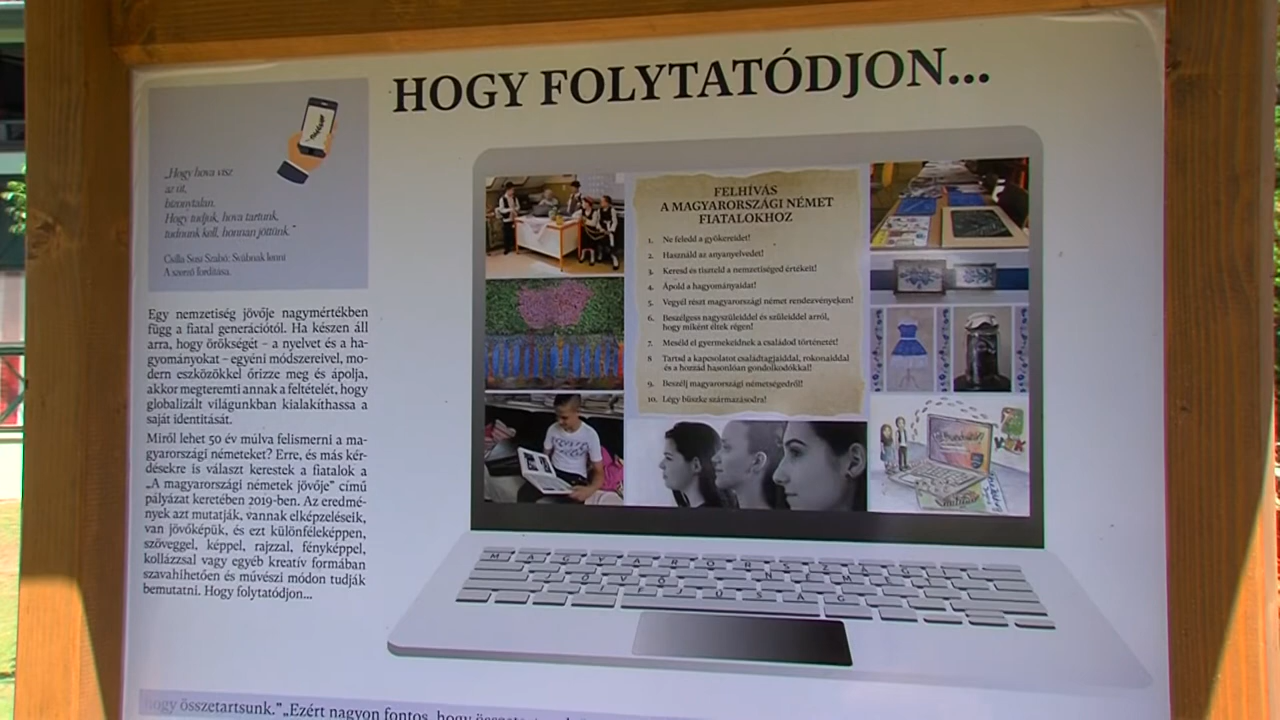 HOGY FOLYTATÓDJON...
„Hogy hova visz
az út,
bizonytalan.
Hogy tudjuk, hova tartunk,
tudnunk kell, honnan jöttünk."
Csilla Susi Szabó: Svábnak lenni
A szerző fordítása.
Egy nemzetiség jövője nagymértékben
függ a fiatal generációtól. Ha készen áll
arra, hogy örökségét – a nyelvet és a ha-
gyományokat – egyéni módszereivel, mo-
dern eszközökkel őrizze meg és ápolja,
akkor megteremti annak a feltételét, hogy
globalizált világunkban kialakíthassa a
saját identitását.
Miről lehet 50 év múlva felismerni a ma-
gyarországi németeket? Erre, és más kér-
désekre is választ kerestek a fiatalok a
„A magyarországi németek jövője" című
pályázat keretében 2019-ben. Az eredmé-
nyek azt mutatják, vannak elképzeléseik,
van jövőképük, és ezt különféleképpen,
szöveggel, képpel, rajzzal, fényképpel,
kollázzsal vagy egyéb kreatív formában
szavahihetően és művészi módon tudják
bemutatni. Hogy folytatódjon...
FELHÍVÁS
A MAGYARORSZÁGI NÉMET
FIATALOKHOZ
1. Ne feledd a gyökereidet!
2. Használd az anyanyelvedet!
3. Keresd és tiszteld a nemzetiséged értékeit!
4. Ápold a hagyományaidat!
5. Vegyél részt magyarországi német rendezvényeken!
6. Beszélgess nagyszüleiddel és szüleiddel arról,
hogy miként éltek régen!
7. Meséld el gyermekeidnek a családod történetét!
8 Tartsd a kapcsolatot családtagjaiddal, rokonaiddal
és a hozzád hasonlóan gondolkodókkal!
9. Beszélj magyarországi németségedről!
10. Légy büszke származásodra!
MAGYARORSZÁGI
JÖVŐ NÉMET
IFJÚSÁG
hogy összetartsunk." „Ezért nagyon fontos, hogy